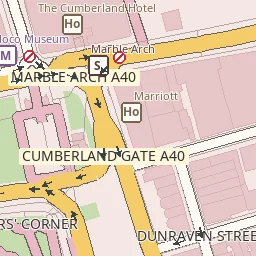 The Cumberland Hotel
Ho
loco Museum
M
S
Marble Arch
MARBLE ARCH A40
Marriott
Ho
CUMBERLAND GATE A40
ERS' CORNER
DUNRAVEN STREE